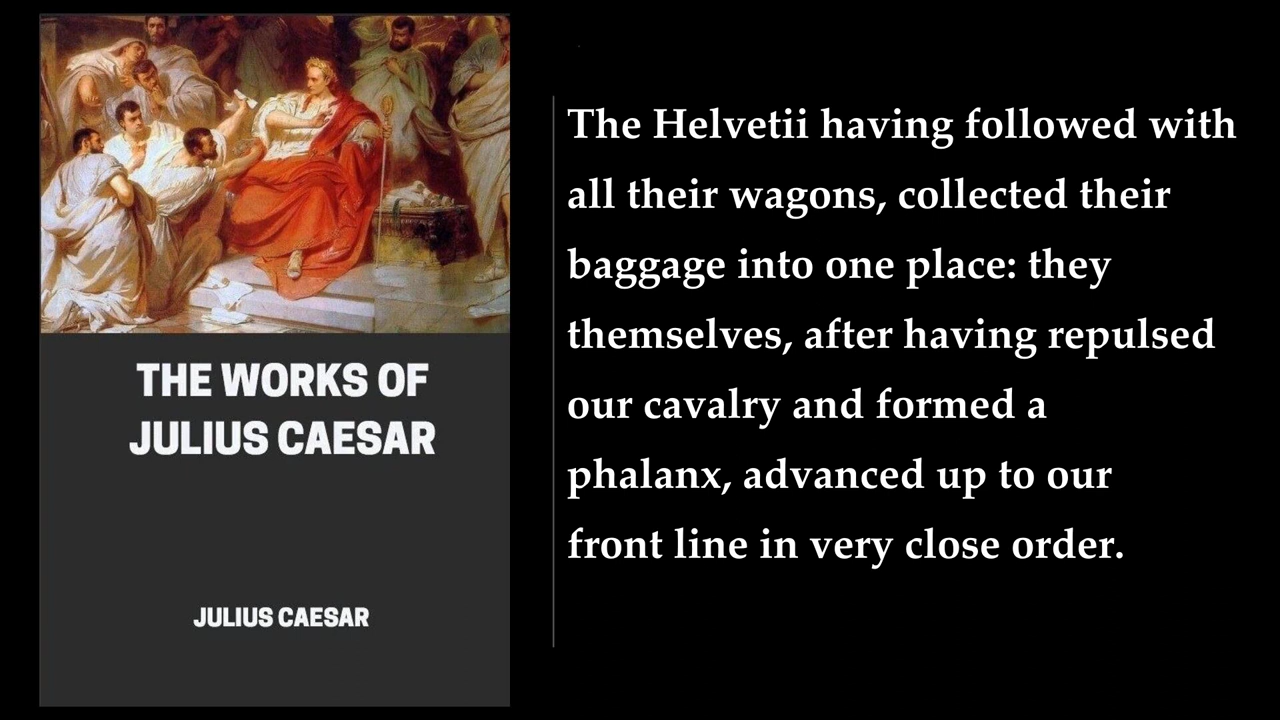 THE WORKS OF
JULIUS CAESAR
JULIUS CAESAR
The Helvetii having followed with
all their wagons, collected their
baggage into one place: they
themselves, after having repulsed
our cavalry and formed a
phalanx, advanced up to our
front line in very close order.